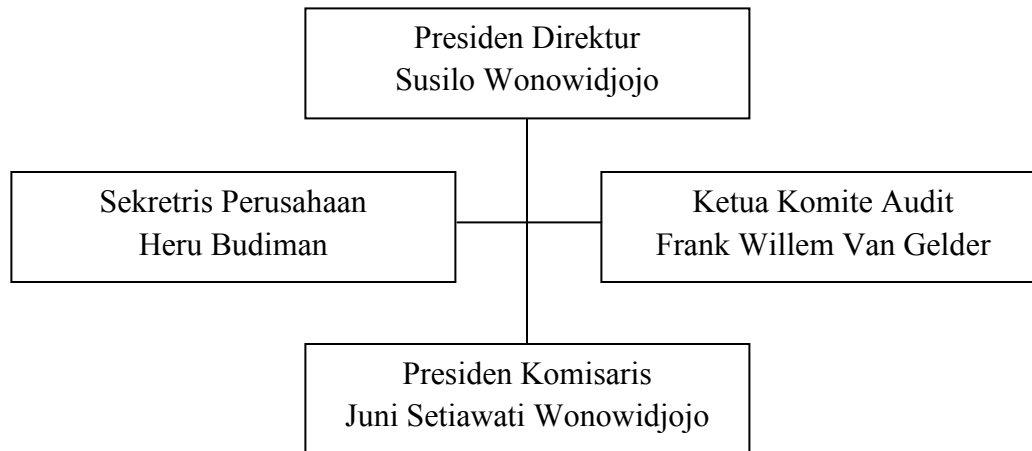 Presiden Direktur
Susilo Wonowidjojo
Sekretris Perusahaan
Heru Budiman
Ketua Komite Audit
Frank Willem Van Gelder
Presiden Komisaris
Juni Setiawati Wonowidjojo